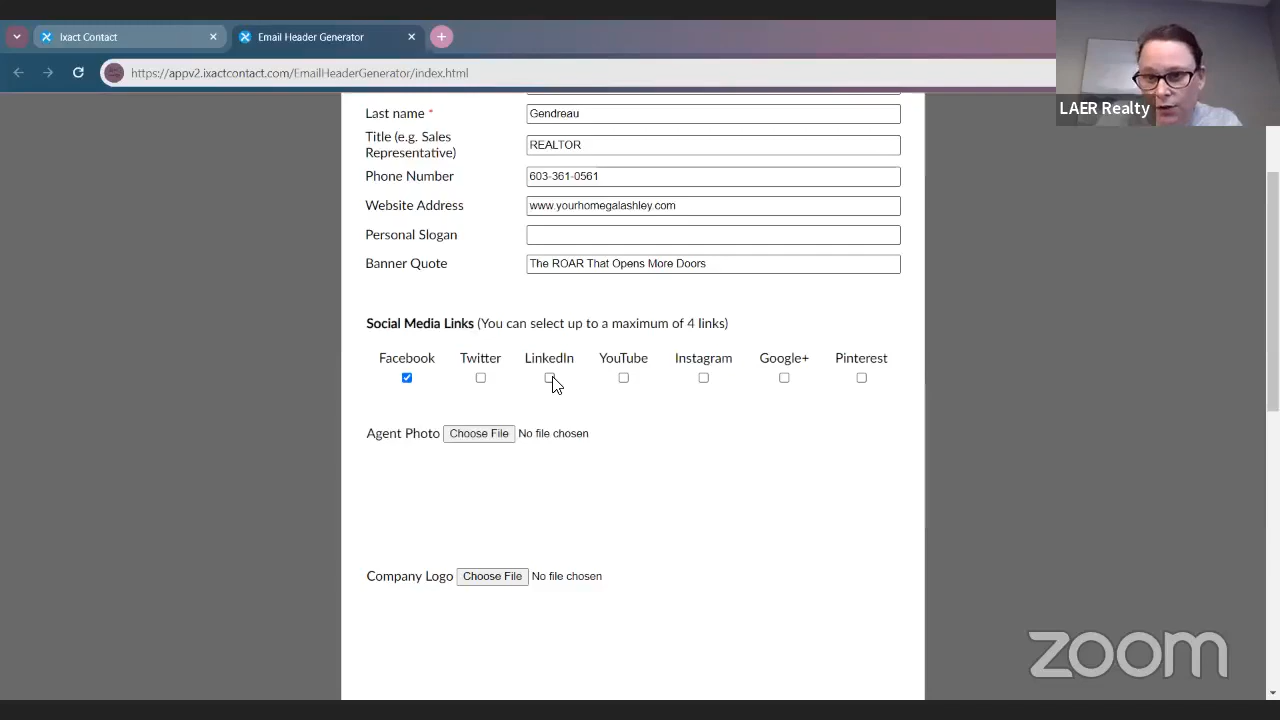 Ixact Contact
Email Header Generator
https://appv2.ixactcontact.com/EmailHeaderGenerator/index.html
LAER Realty
Last name * Gendreau
Title (e.g. Sales
Representative) REALTOR
Phone Number 603-361-0561
Website Address www.yourhomegalashley.com
Personal Slogan
Banner Quote The ROAR That Opens More Doors
Social Media Links (You can select up to a maximum of 4 links)
Facebook Twitter LinkedIn YouTube Instagram Google+ Pinterest
Agent Photo Choose File No file chosen
Company Logo Choose File No file chosen
zoom